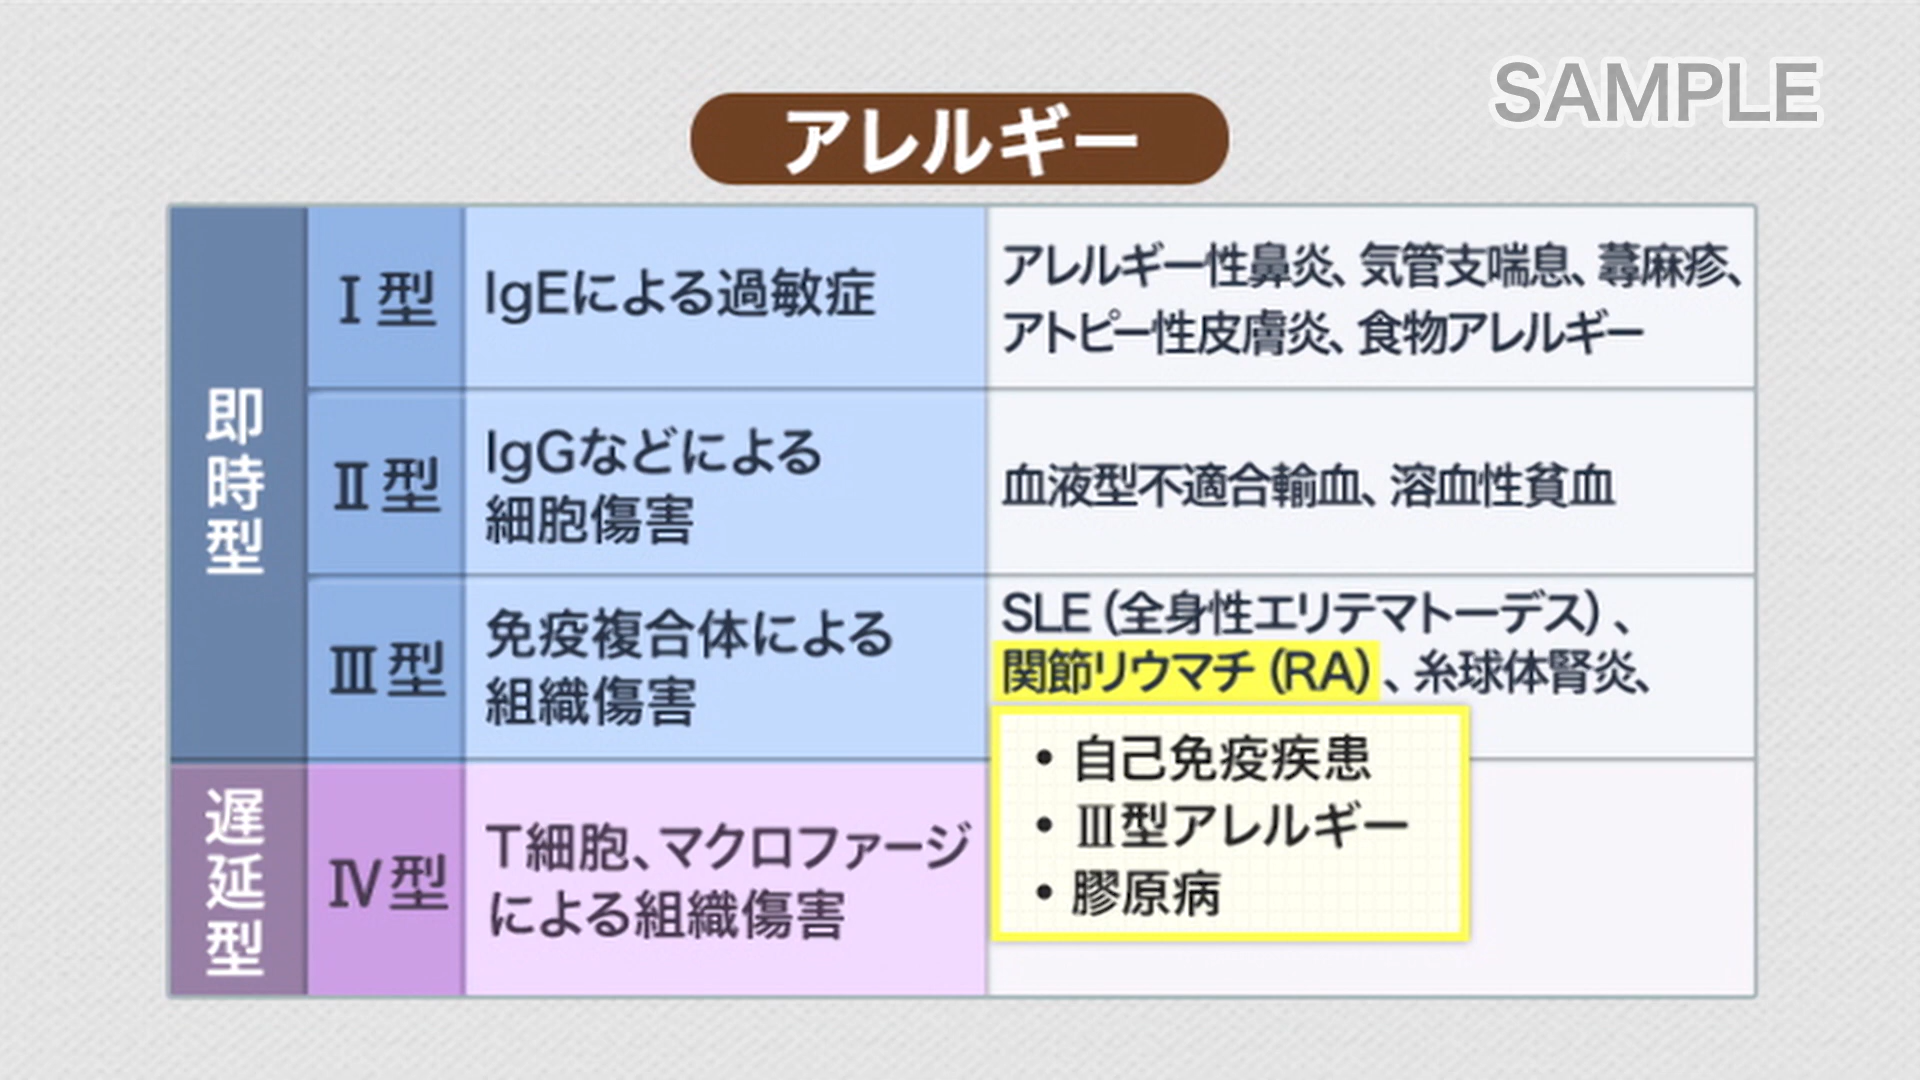 SAMPLE
アレルギー
即時型
Ⅰ型
IgEによる過敏症
アレルギー性鼻炎、気管支喘息、蕁麻疹、
アトピー性皮膚炎、食物アレルギー
Ⅱ型
IgGなどによる
細胞傷害
血液型不適合輸血、溶血性貧血
Ⅲ型
免疫複合体による
組織傷害
SLE（全身性エリテマトーデス）、
関節リウマチ（RA）、糸球体腎炎、
・自己免疫疾患
・Ⅲ型アレルギー
・膠原病
遅延型
Ⅳ型
T細胞、マクロファージ
による組織傷害